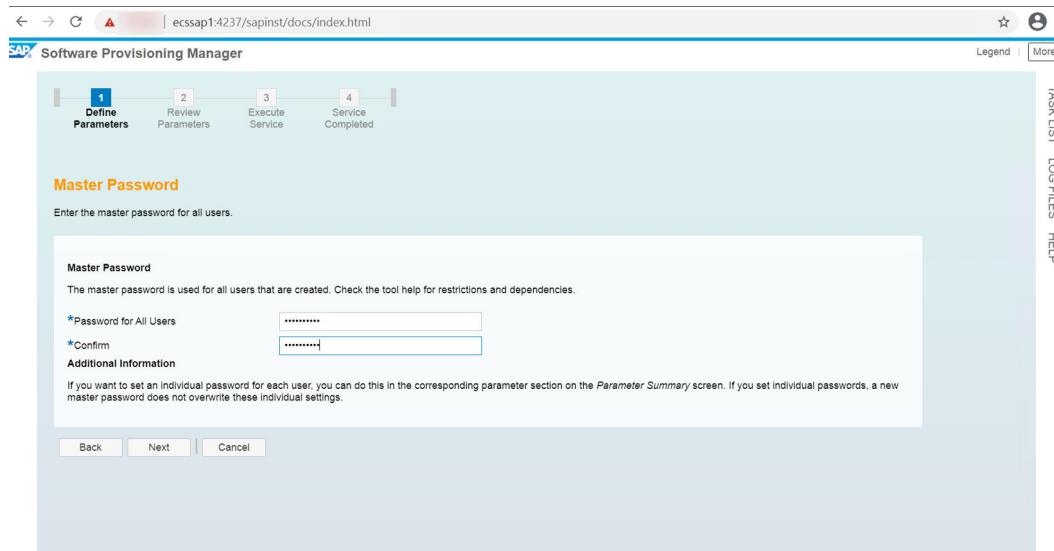 ecssap1:4237/sapinst/docs/index.html
SAP Software Provisioning Manager
Legend
More
1
2
3
4
Define Parameters
Review Parameters
Execute Service
Service Completed
TASK LIST
LOG FILES
HELP
Master Password
Enter the master password for all users.
Master Password
The master password is used for all users that are created. Check the tool help for restrictions and dependencies.
*Password for All Users ••••••••••
*Confirm ••••••••••
Additional Information
If you want to set an individual password for each user, you can do this in the corresponding parameter section on the Parameter Summary screen. If you set individual passwords, a new
master password does not overwrite these individual settings.
Back
Next
Cancel